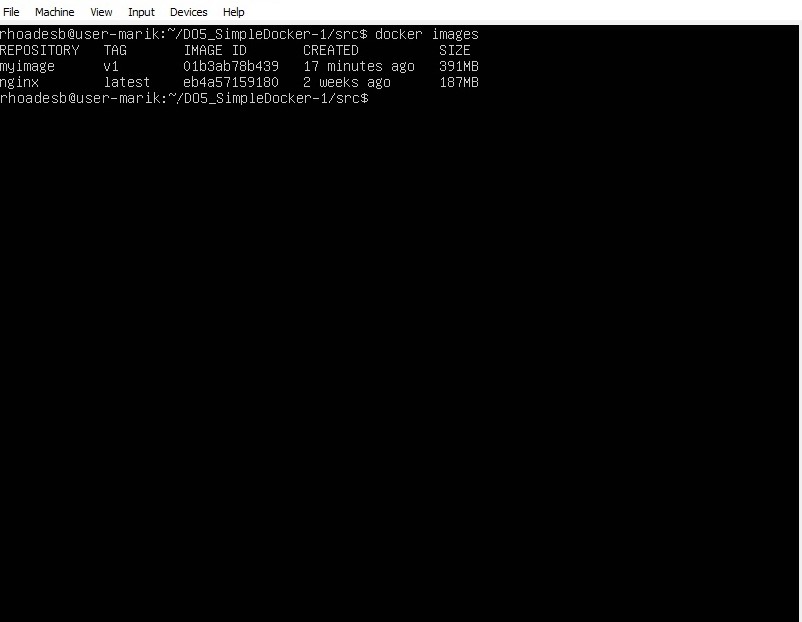 File Machine View Input Devices Help
rhoadesb@user-marik:~/DO5_SimpleDocker-1/src$ docker images
REPOSITORY TAG IMAGE ID CREATED SIZE
myimage v1 01b3ab78b439 17 minutes ago 391MB
nginx latest eb4a57159180 2 weeks ago 187MB
rhoadesb@user-marik:~/DO5_SimpleDocker-1/src$